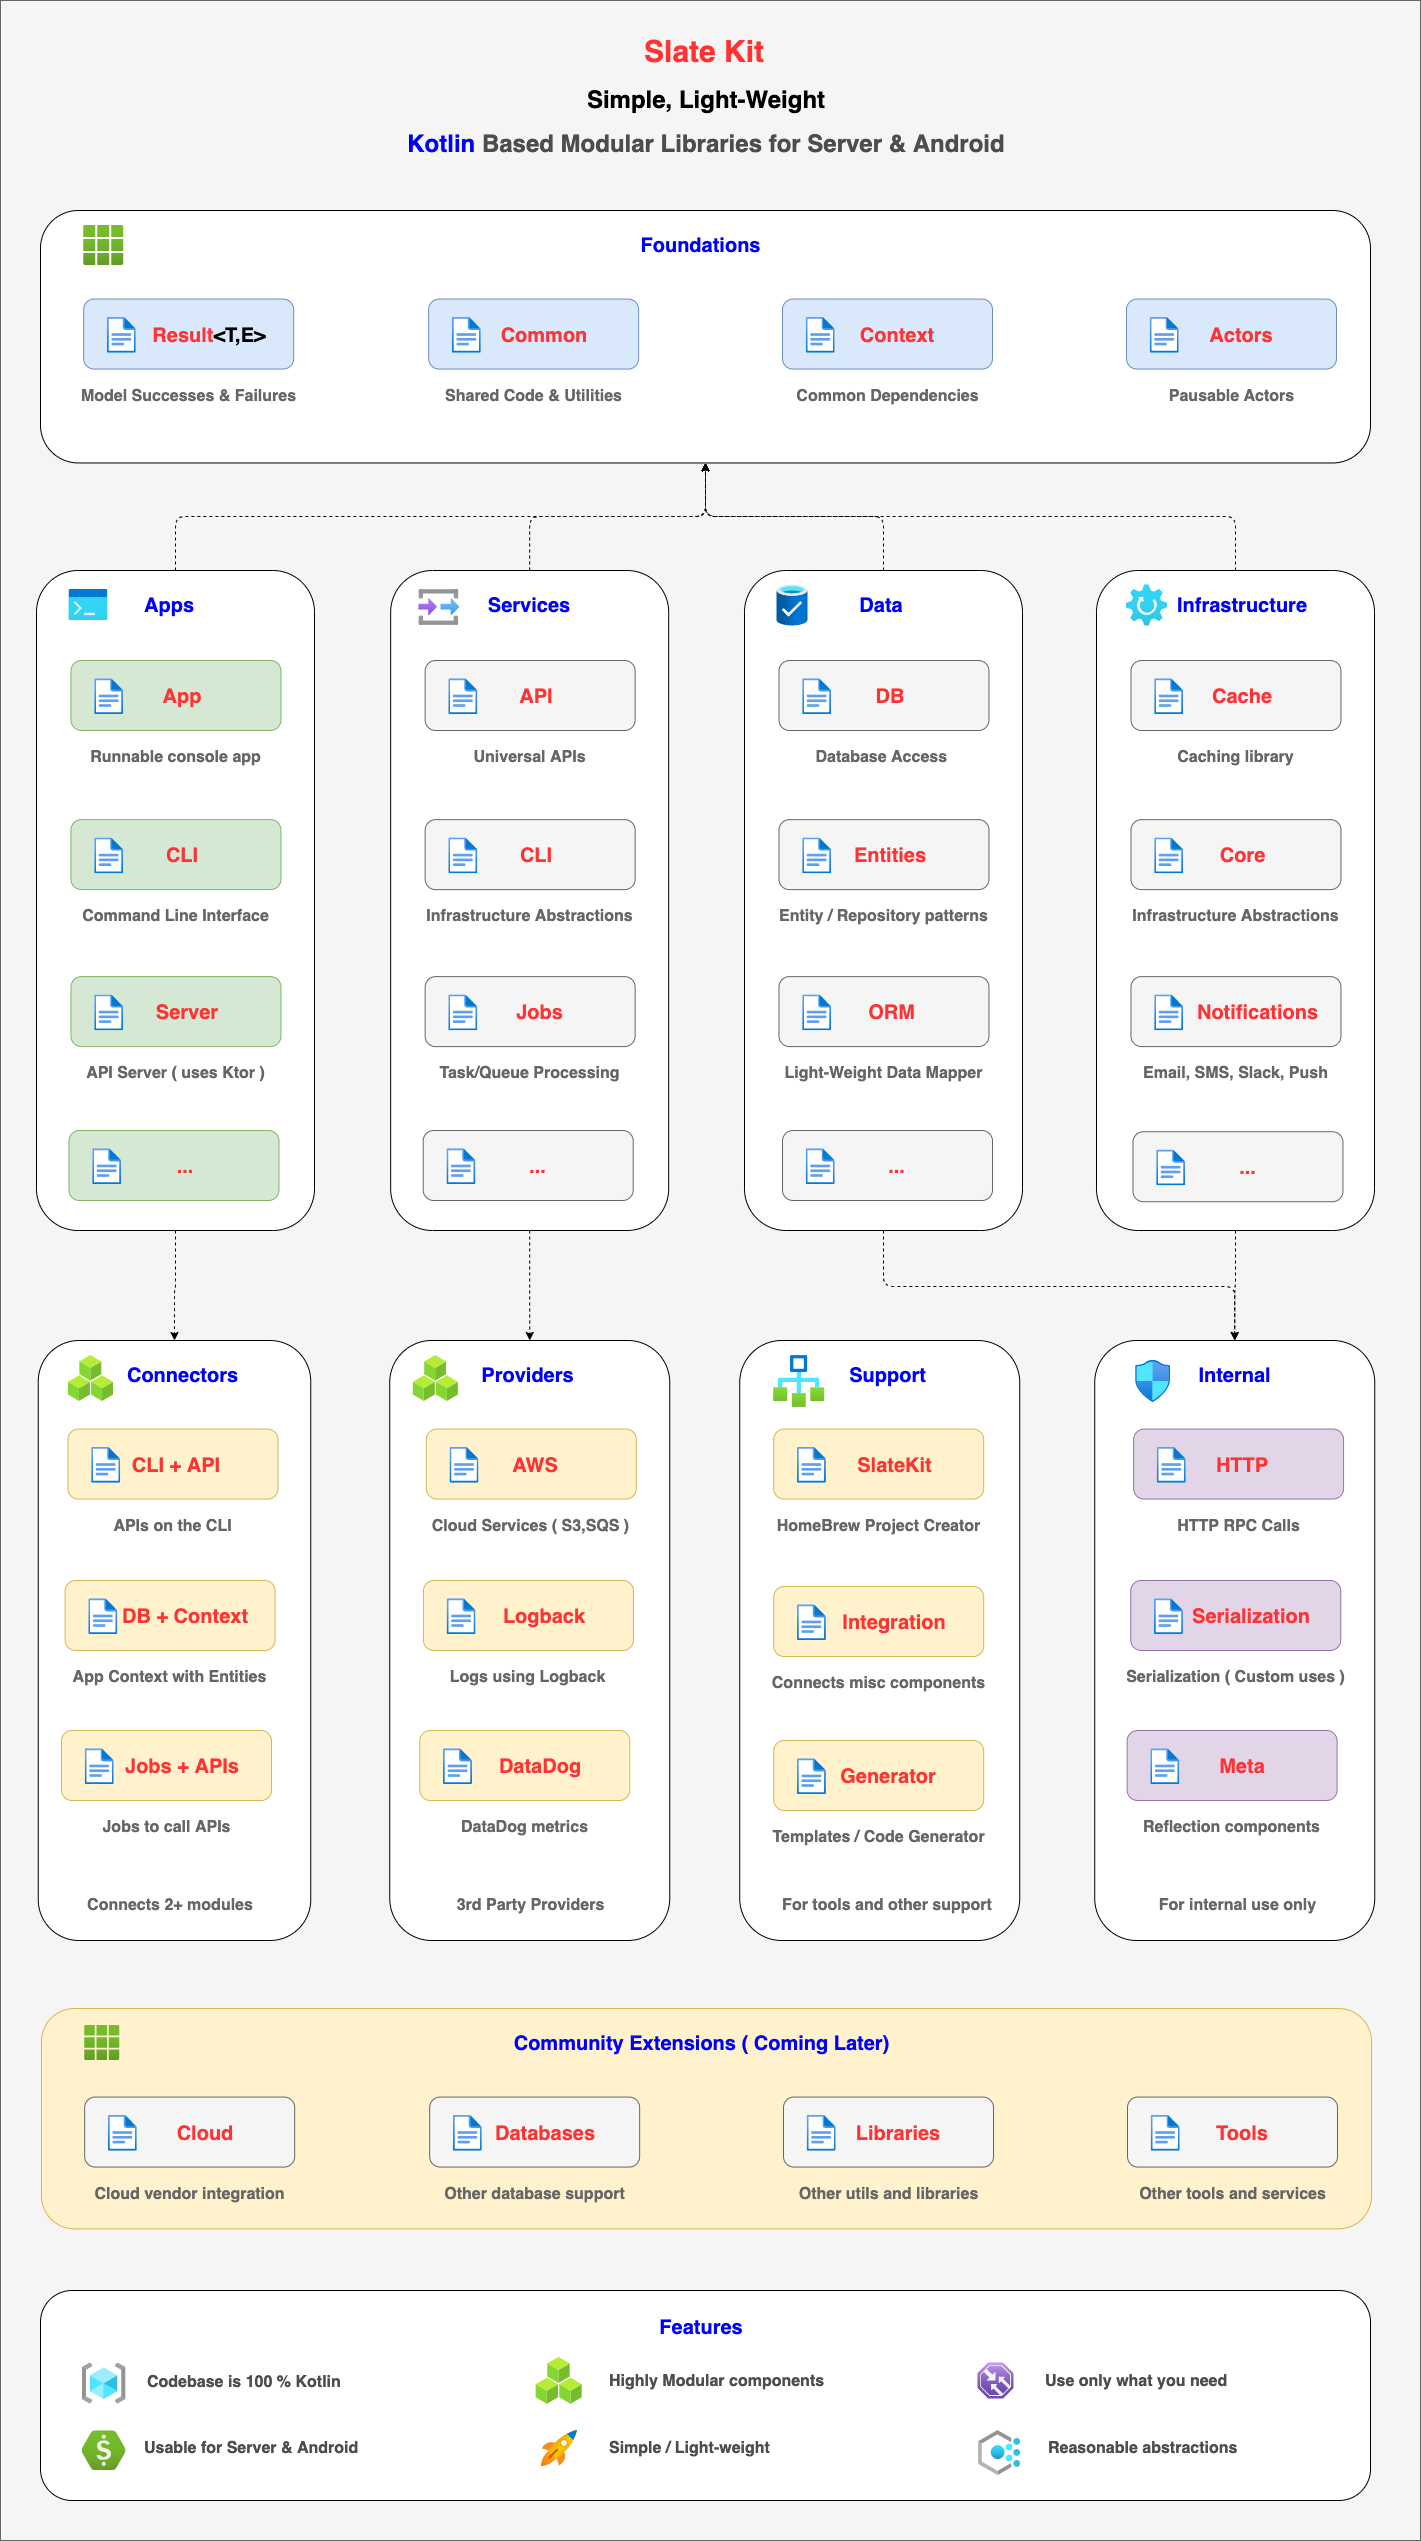 Slate Kit
Simple, Light-Weight
Kotlin Based Modular Libraries for Server & Android
Foundations
Result<T,E>
Common
Context
Actors
Model Successes & Failures
Shared Code & Utilities
Common Dependencies
Pausable Actors
Apps
App
Runnable console app
CLI
Command Line Interface
Server
API Server ( uses Ktor )
...
Services
API
Universal APIs
CLI
Infrastructure Abstractions
Jobs
Task/Queue Processing
...
Data
DB
Database Access
Entities
Entity / Repository patterns
ORM
Light-Weight Data Mapper
...
Infrastructure
Cache
Caching library
Core
Infrastructure Abstractions
Notifications
Email, SMS, Slack, Push
...
Connectors
CLI + API
APIs on the CLI
DB + Context
App Context with Entities
Jobs + APIs
Jobs to call APIs
Connects 2+ modules
Providers
AWS
Cloud Services ( S3,SQS )
Logback
Logs using Logback
DataDog
DataDog metrics
3rd Party Providers
Support
SlateKit
HomeBrew Project Creator
Integration
Connects misc components
Generator
Templates / Code Generator
For tools and other support
Internal
HTTP
HTTP RPC Calls
Serialization
Serialization ( Custom uses )
Meta
Reflection components
For internal use only
Community Extensions ( Coming Later)
Cloud
Databases
Libraries
Tools
Cloud vendor integration
Other database support
Other utils and libraries
Other tools and services
Features
Codebase is 100 % Kotlin
Highly Modular components
Use only what you need
Usable for Server & Android
Simple / Light-weight
Reasonable abstractions